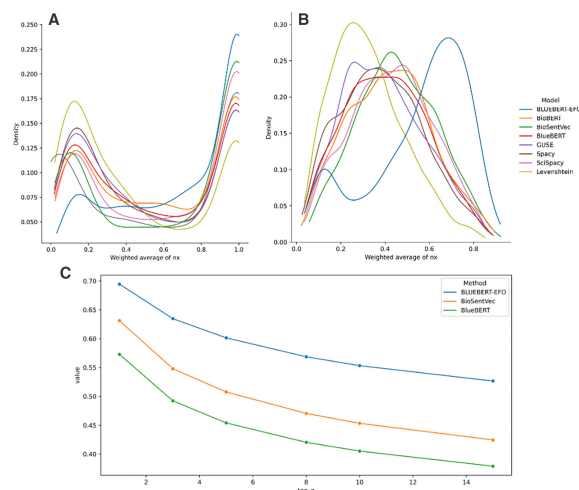 A
B
0.250
0.225
0.200
0.175
0.150
0.125
0.100
0.075
0.050
Density
0.0 0.2 0.4 0.6 0.8 1.0
Weighted average of nx
0.30
0.25
0.20
0.15
0.10
0.05
0.00
Density
0.0 0.2 0.4 0.6 0.8
Weighted average of nx
Model
BLUEBERT-EFO
BioBERT
BioSentVec
BlueBERT
GUSE
Spacy
SciSpacy
Levenshtein
C
0.70
0.65
0.60
0.55
0.50
0.45
0.40
value
2 4 6 8 10 12 14
Method
BLUEBERT-EFO
BioSentVec
BlueBERT